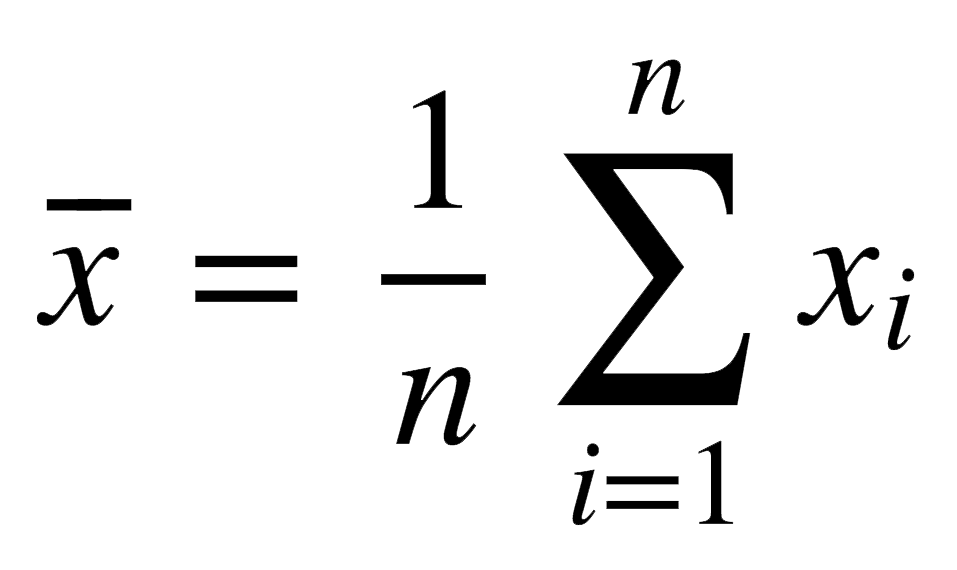 x̄ = 1/n ∑_{i=1}^{n} x_i